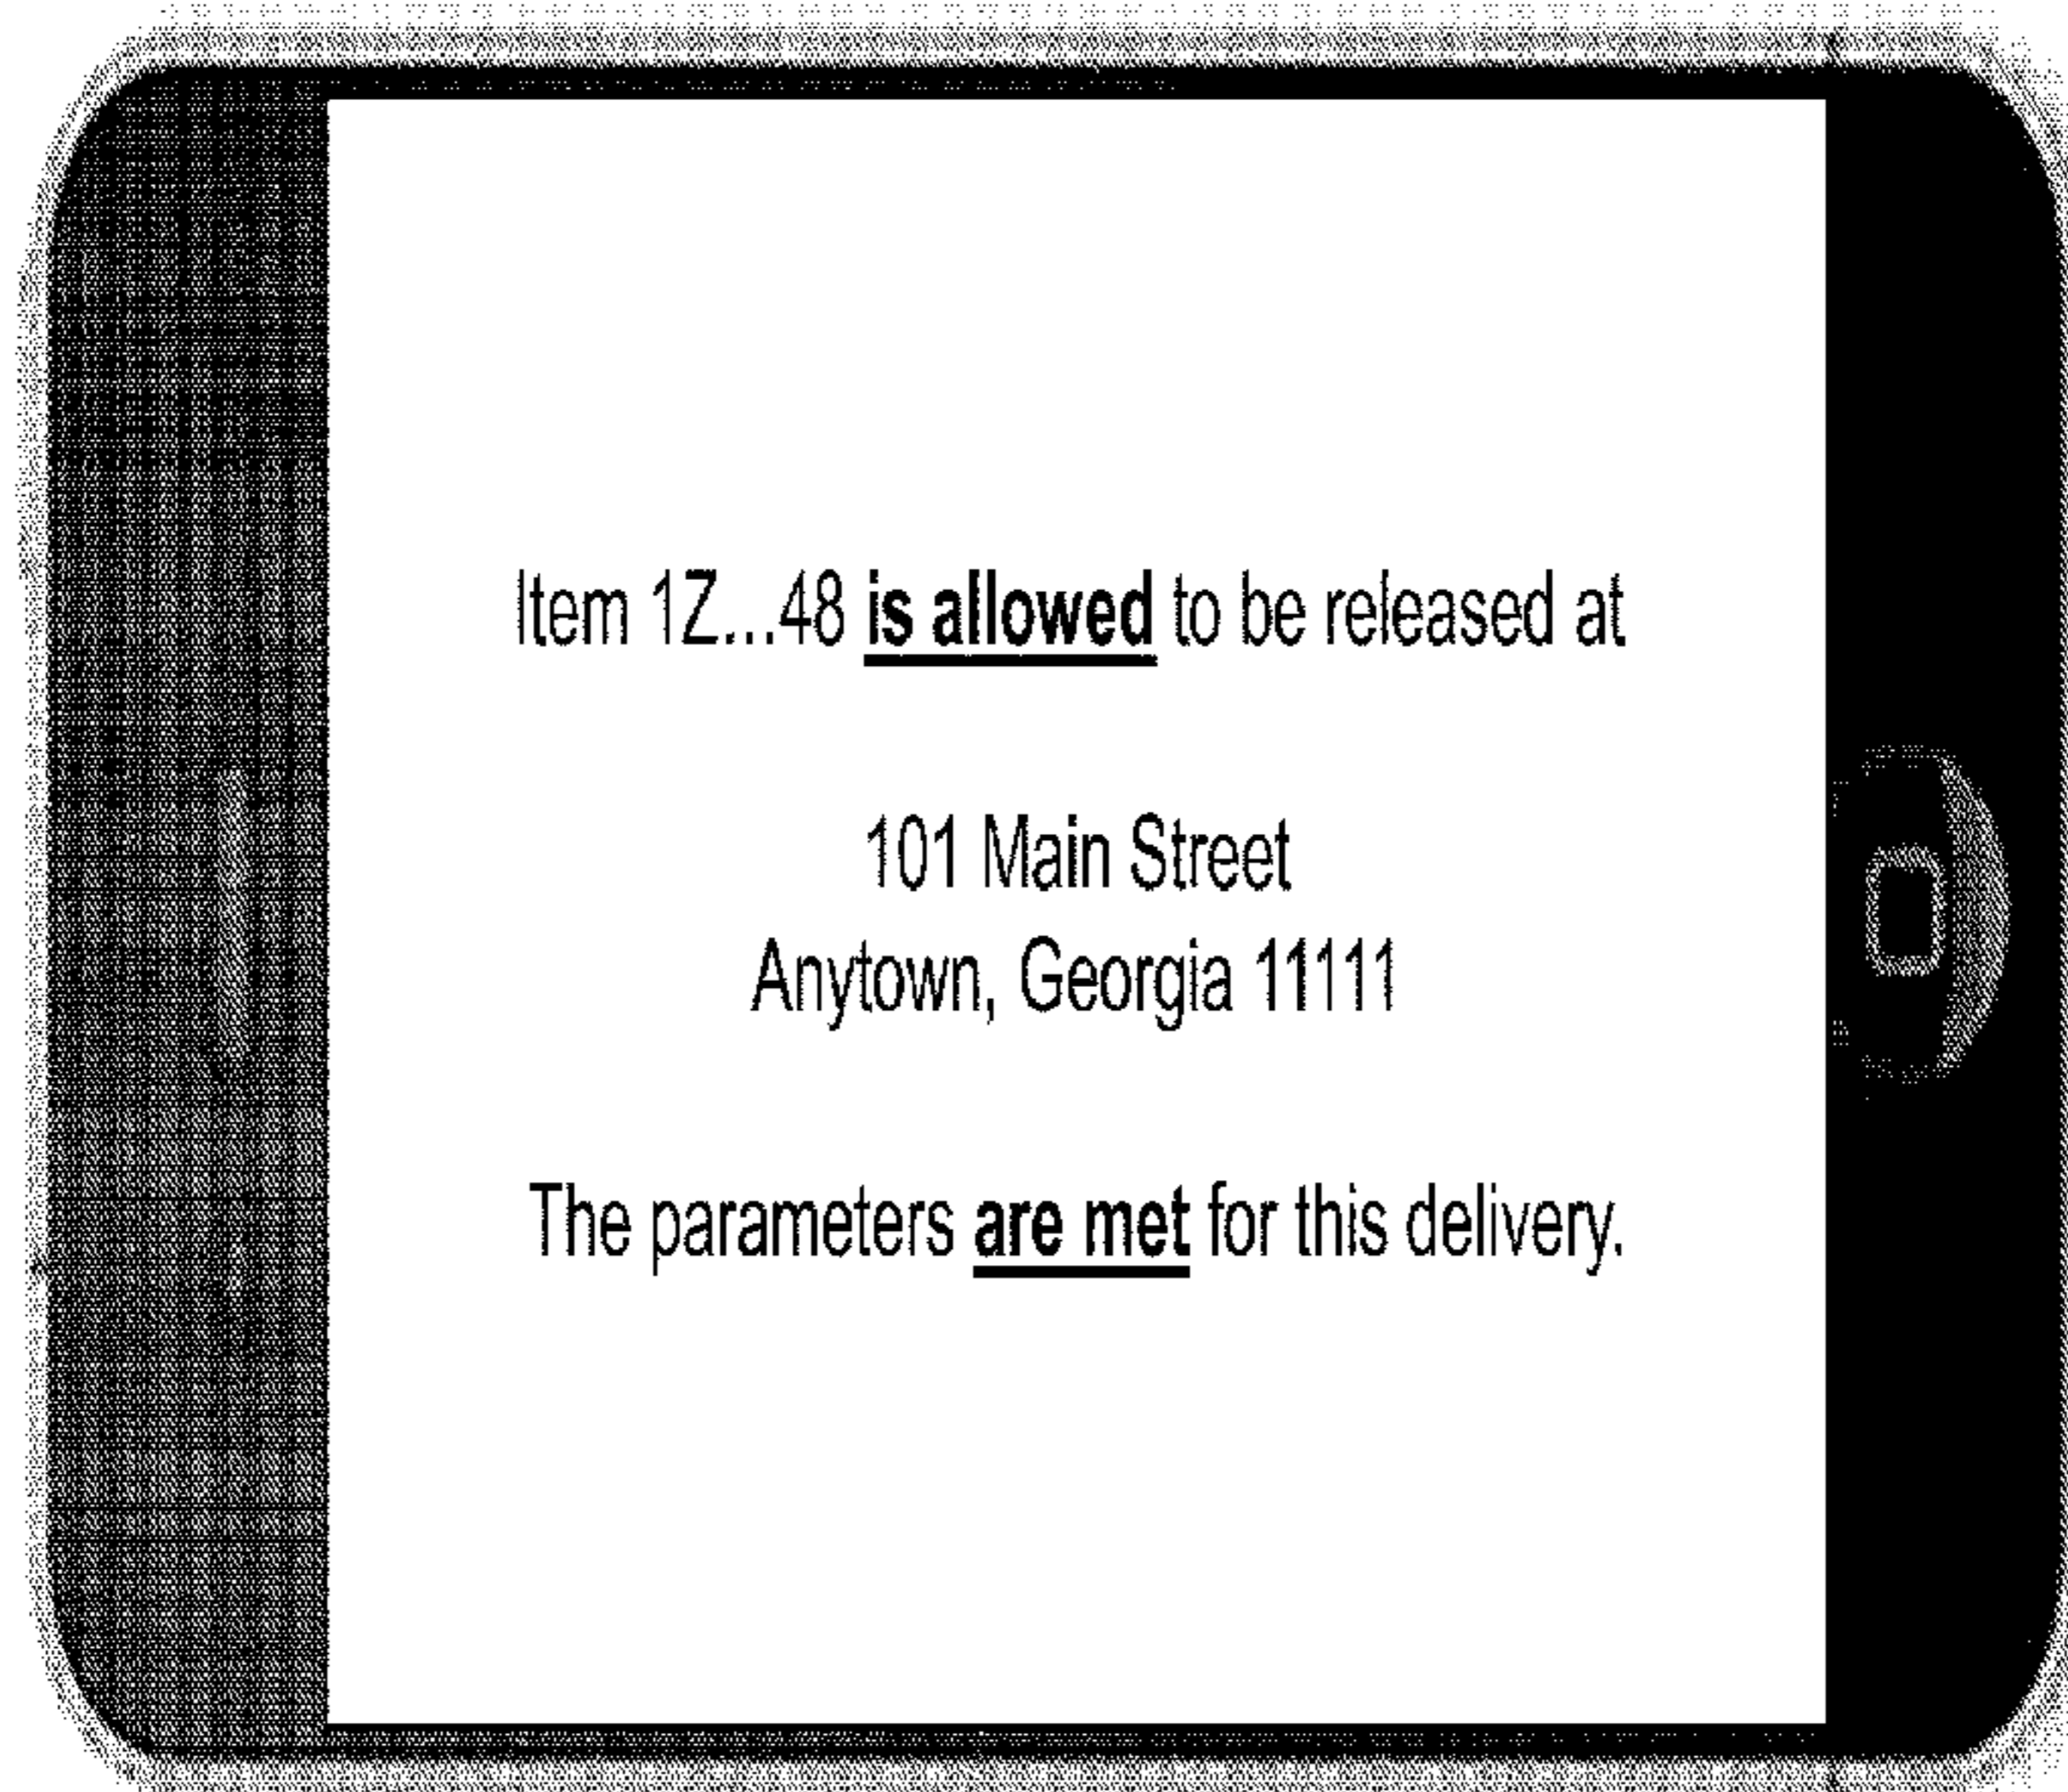 Item 1Z...48 is allowed to be released at
101 Main Street
Anytown, Georgia 11111
The parameters are met for this delivery.